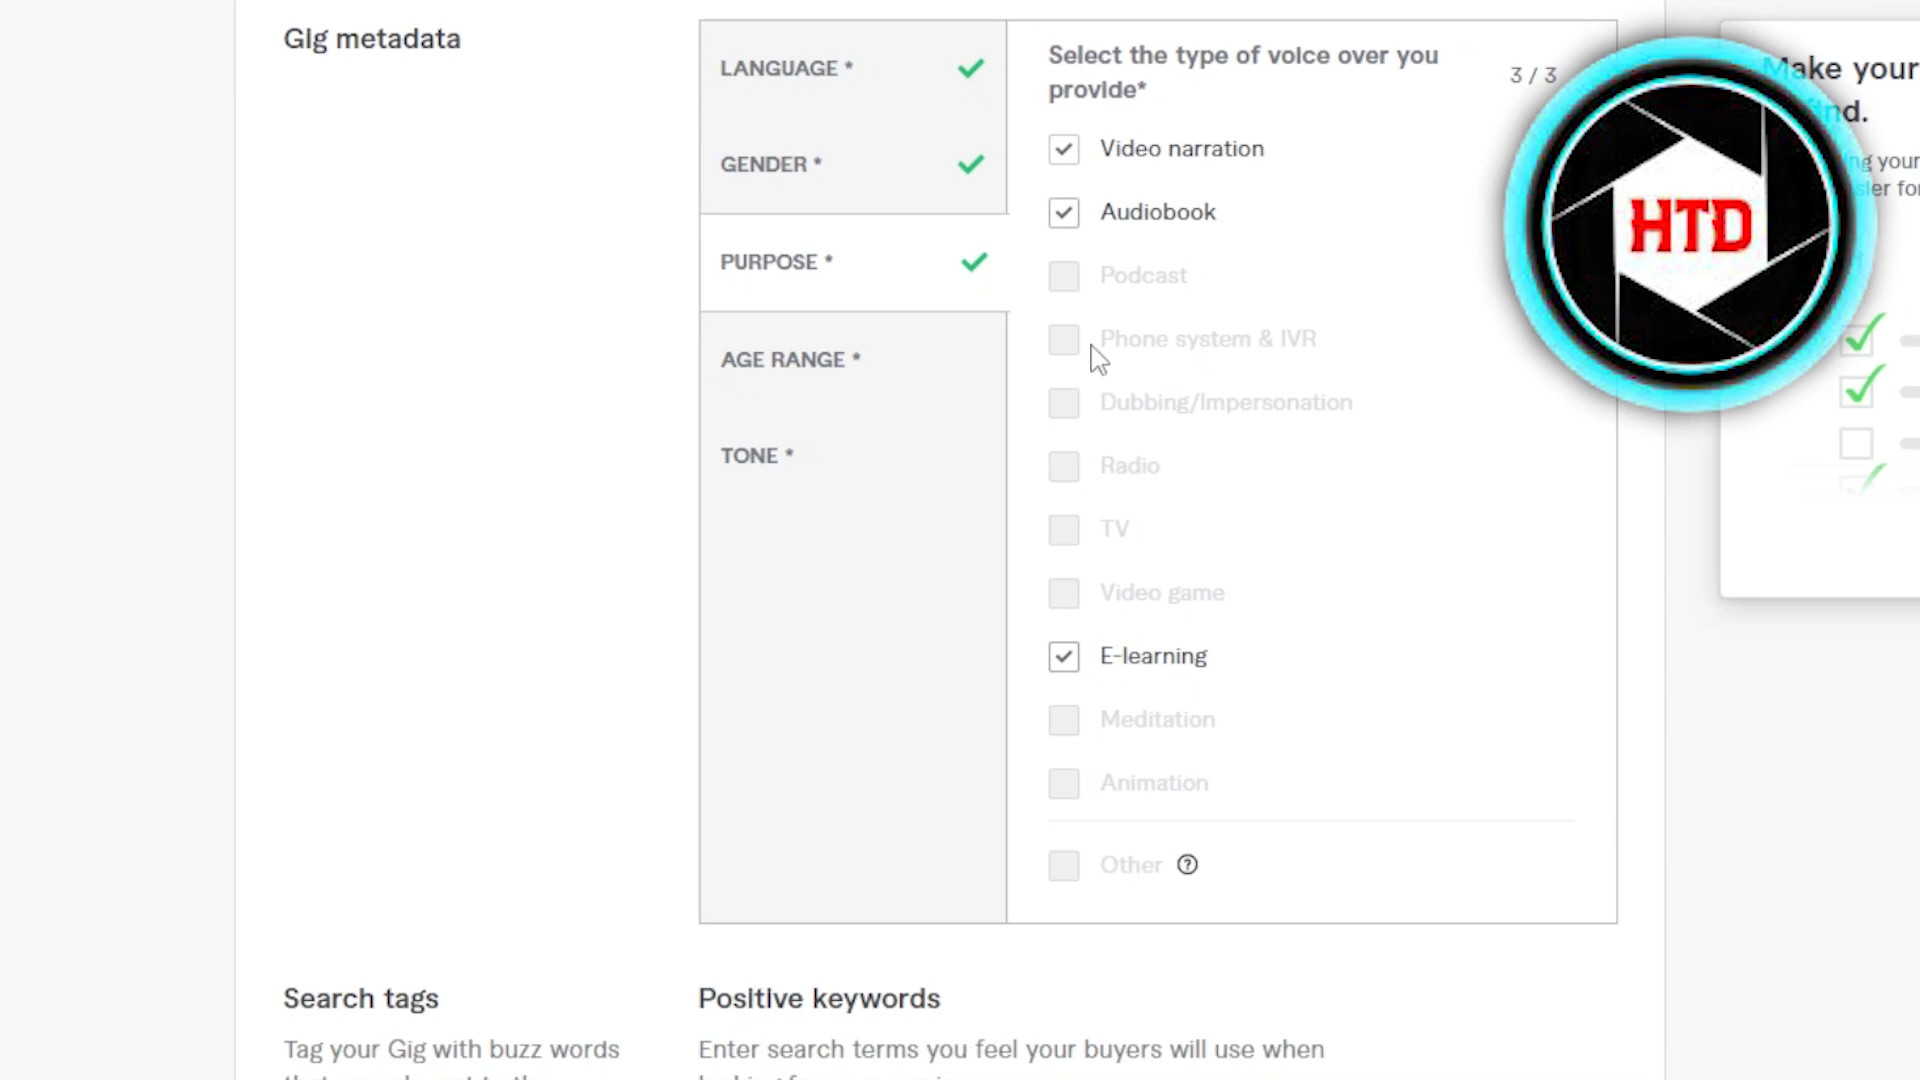 Gig metadata
LANGUAGE *
GENDER *
PURPOSE *
AGE RANGE *
TONE *
Select the type of voice over you
provide*
3 / 3
Video narration
Audiobook
Podcast
Phone system & IVR
Dubbing/Impersonation
Radio
TV
Video game
E-learning
Meditation
Animation
Other ?
HTD
Make your
Search tags
Tag your Gig with buzz words
Positive keywords
Enter search terms you feel your buyers will use when